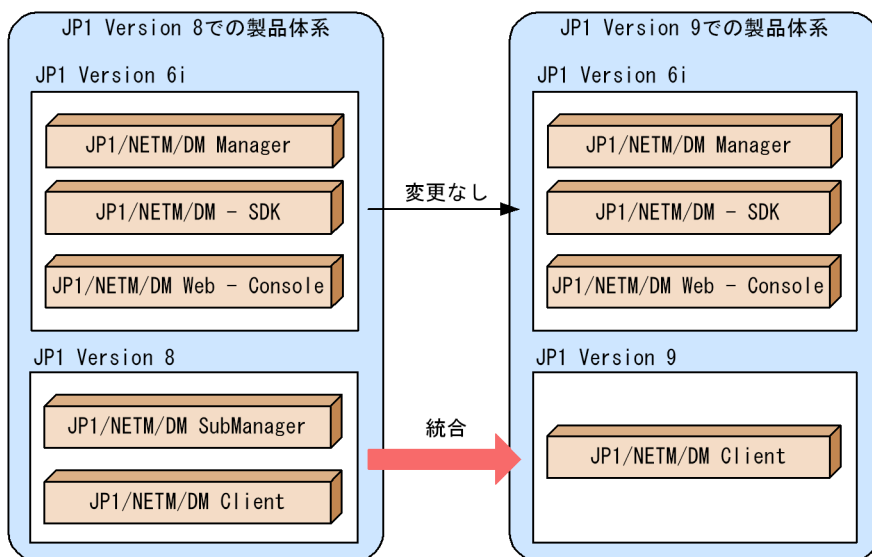 JP1 Version 8での製品体系
JP1 Version 6i
JP1/NETM/DM Manager
JP1/NETM/DM － SDK
JP1/NETM/DM Web － Console
JP1 Version 8
JP1/NETM/DM SubManager
JP1/NETM/DM Client
変更なし
統合
JP1 Version 9での製品体系
JP1 Version 6i
JP1/NETM/DM Manager
JP1/NETM/DM － SDK
JP1/NETM/DM Web － Console
JP1 Version 9
JP1/NETM/DM Client